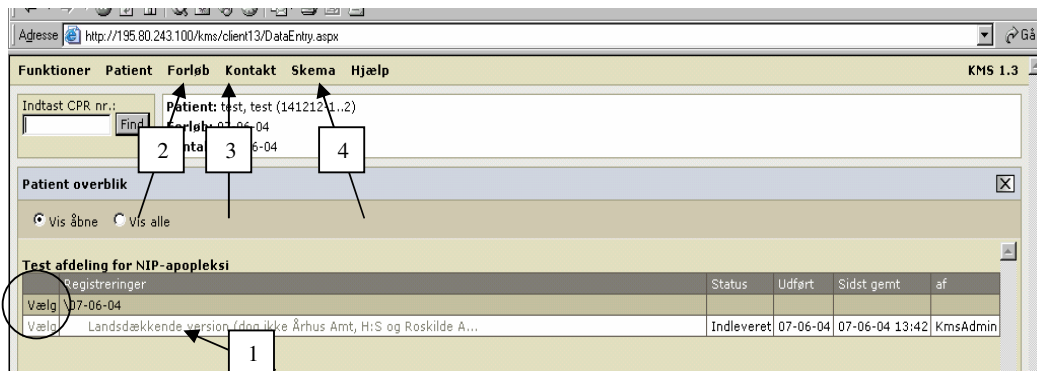 Adresse http://195.80.243.100/kms/client13/DataEntry.aspx Gå
Funktioner Patient Forløb Kontakt Skema Hjælp KMS 1.3
Indtast CPR nr.:
Find
Patient: test, test (141212-1..2)
Forløb: 07-06-04
6-04
2 3 4
Patient overblik
Vis åbne Vis alle
Test afdeling for NIP-apopleksi
Registreringer Status Udført Sidst gemt af
Vælg \07-06-04
Vælg Landsdækkende version (dog ikke Århus Amt, H:S og Roskilde A... Indleveret 07-06-04 07-06-04 13:42 KmsAdmin
1